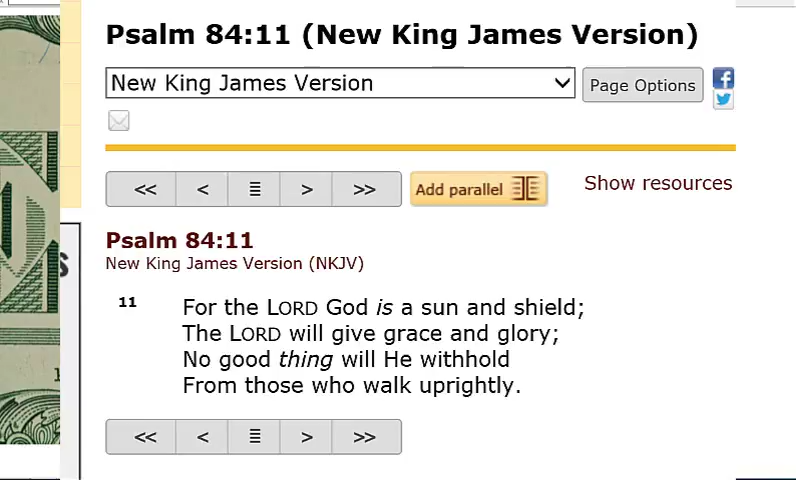 Psalm 84:11 (New King James Version)
New King James Version
Page Options
<< < ≣ > >>
Add parallel
Show resources
Psalm 84:11
New King James Version (NKJV)
11 For the LORD God is a sun and shield;
The LORD will give grace and glory;
No good thing will He withhold
From those who walk uprightly.
<< < ≣ > >>